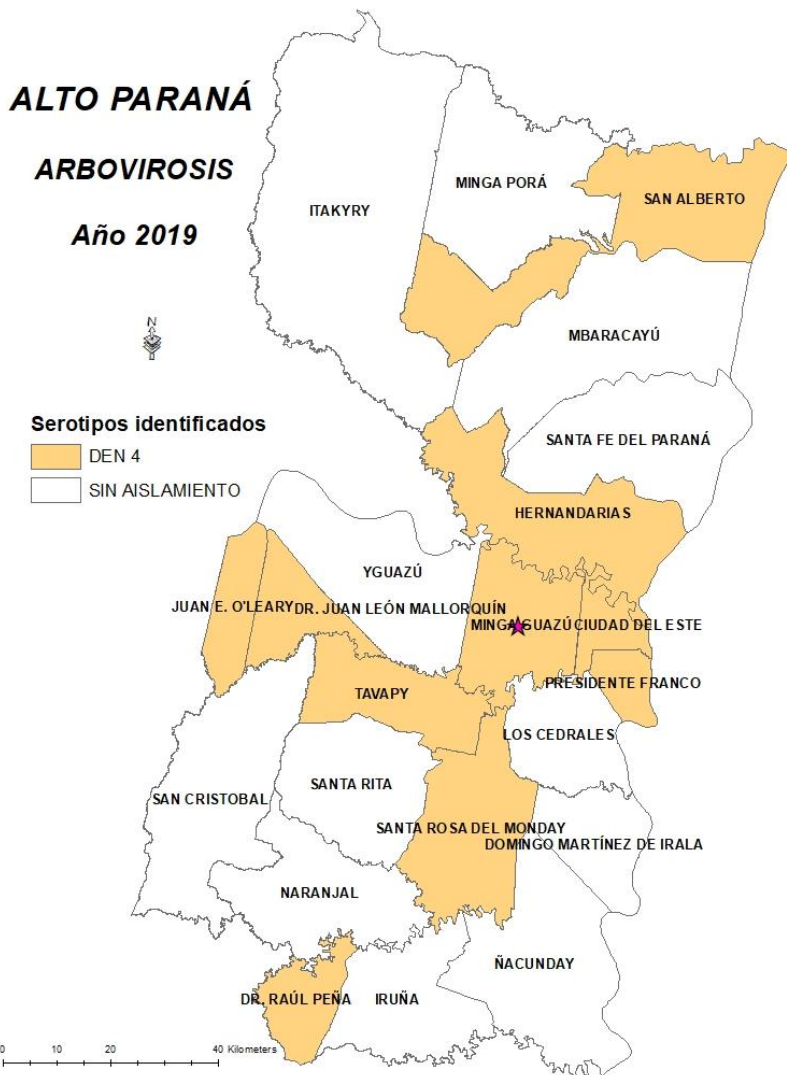 ALTO PARANÁ
ARBOVIROSIS
Año 2019
N
Serotipos identificados
DEN 4
SIN AISLAMIENTO
ITAKYRY
MINGA PORÁ
SAN ALBERTO
MBARACAYÚ
SANTA FE DEL PARANÁ
HERNANDARIAS
YGUAZÚ
JUAN E. O'LEARY
DR. JUAN LEÓN MALLORQUÍN
MINGA GUAZÚ
CIUDAD DEL ESTE
PRESIDENTE FRANCO
TAVAPY
LOS CEDRALES
SANTA RITA
SAN CRISTOBAL
SANTA ROSA DEL MONDAY
DOMINGO MARTÍNEZ DE IRALA
NARANJAL
ÑACUNDAY
DR. RAÚL PEÑA
IRUÑA
0 10 20 40 Kilometers